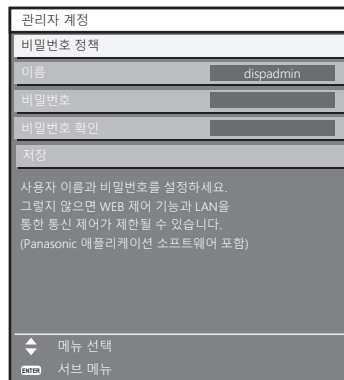 관리자 계정
비밀번호 정책
이름 dispadmin
비밀번호
비밀번호 확인
저장
사용자 이름과 비밀번호를 설정하세요.
그렇지 않으면 WEB 제어 기능과 LAN을
통한 통신 제어가 제한될 수 있습니다.
(Panasonic 애플리케이션 소프트웨어 포함)
메뉴 선택
ENTER 서브 메뉴